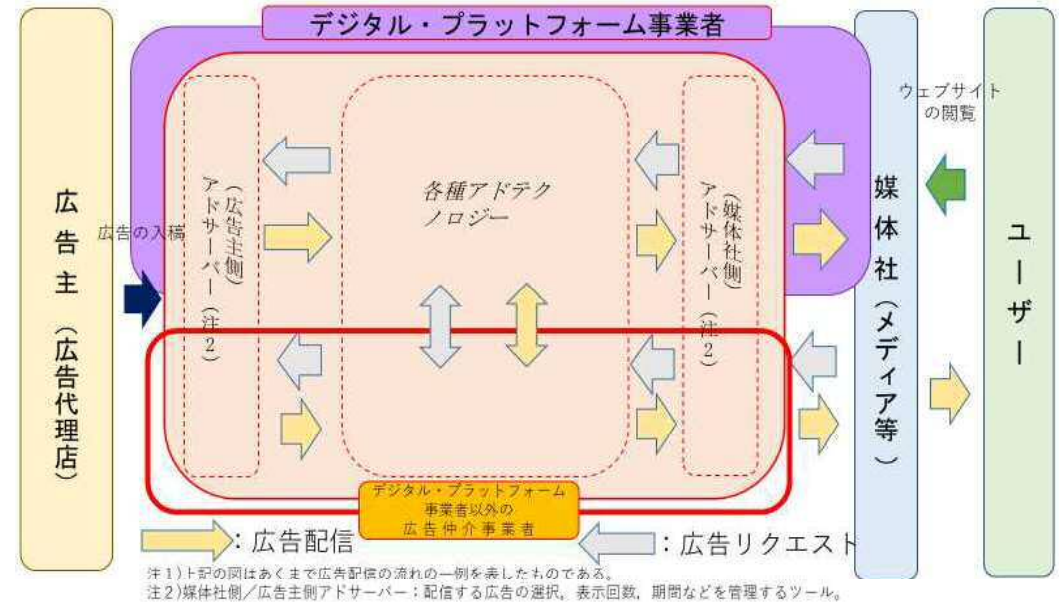 デジタル・プラットフォーム事業者
広告主（広告代理店）
広告の入稿
（広告主側）
アドサーバー（注２）
各種アドテク
ノロジー
（媒体社側）
アドサーバー（注２）
媒体社（メディア等）
ウェブサイト
の閲覧
ユーザー
デジタル・プラットフォーム
事業者以外の
広告仲介事業者
：広告配信
：広告リクエスト
注１)上記の図はあくまで広告配信の流れの一例を表したものである。
注２)媒体社側／広告主側アドサーバー：配信する広告の選択，表示回数，期間などを管理するツール。